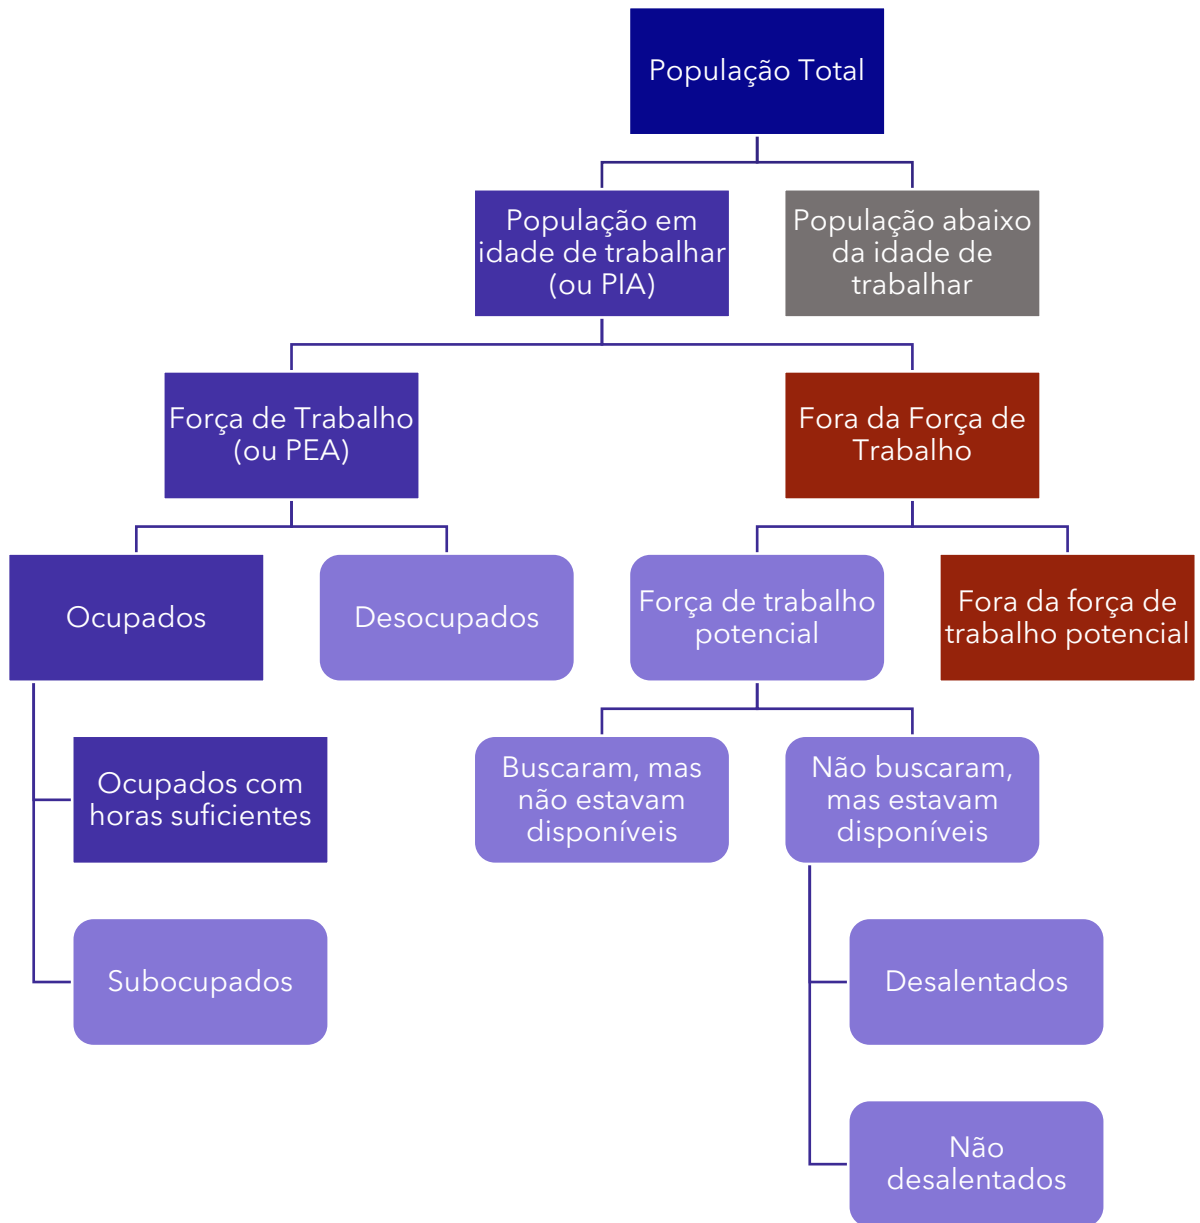 População Total
População em
idade de trabalhar
(ou PIA)
População abaixo
da idade de
trabalhar
Força de Trabalho
(ou PEA)
Fora da Força de
Trabalho
Ocupados
Desocupados
Força de trabalho
potencial
Fora da força de
trabalho potencial
Ocupados com
horas suficientes
Buscaram, mas
não estavam
disponíveis
Não buscaram,
mas estavam
disponíveis
Subocupados
Desalentados
Não
desalentados